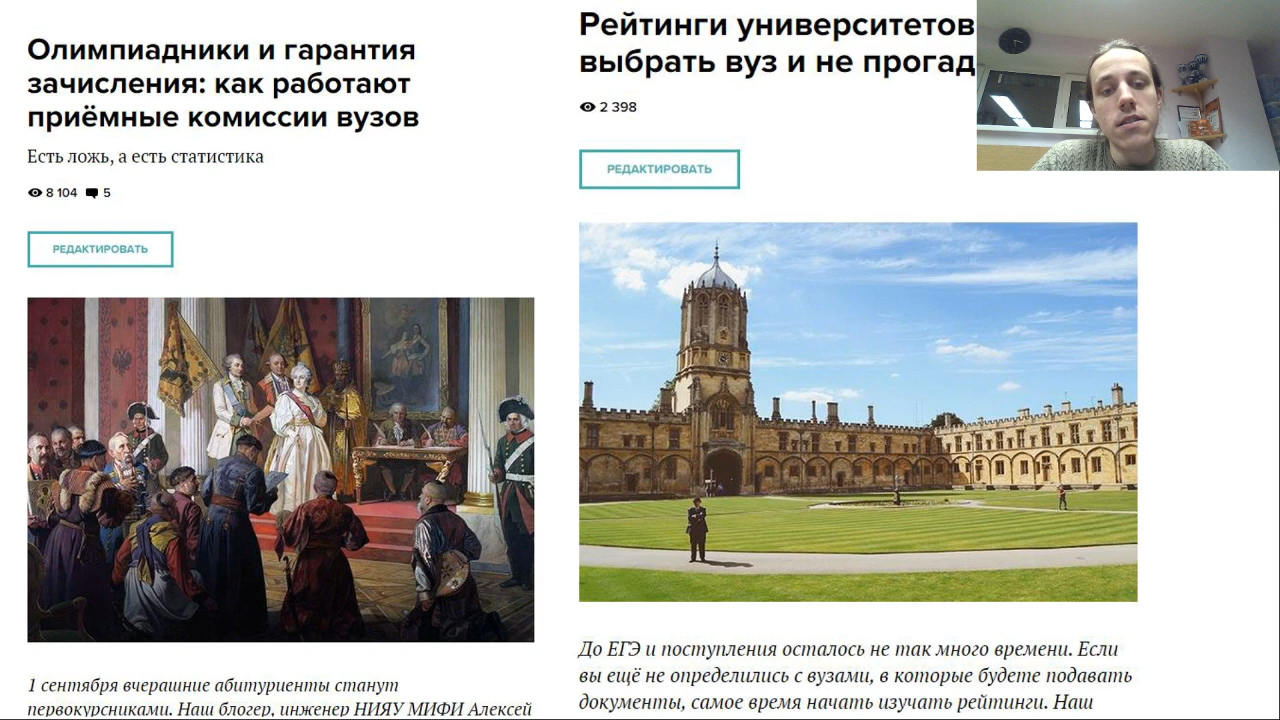 Олимпиадники и гарантия
зачисления: как работают
приёмные комиссии вузов
Есть ложь, а есть статистика
8 104 5
РЕДАКТИРОВАТЬ
1 сентября вчерашние абитуриенты станут
первокурсниками. Наш блогер, инженер НИЯУ МИФИ Алексей
Рейтинги университетов
выбрать вуз и не прогад
2 398
РЕДАКТИРОВАТЬ
До ЕГЭ и поступления осталось не так много времени. Если
вы ещё не определились с вузами, в которые будете подавать
документы, самое время начать изучать рейтинги. Наш